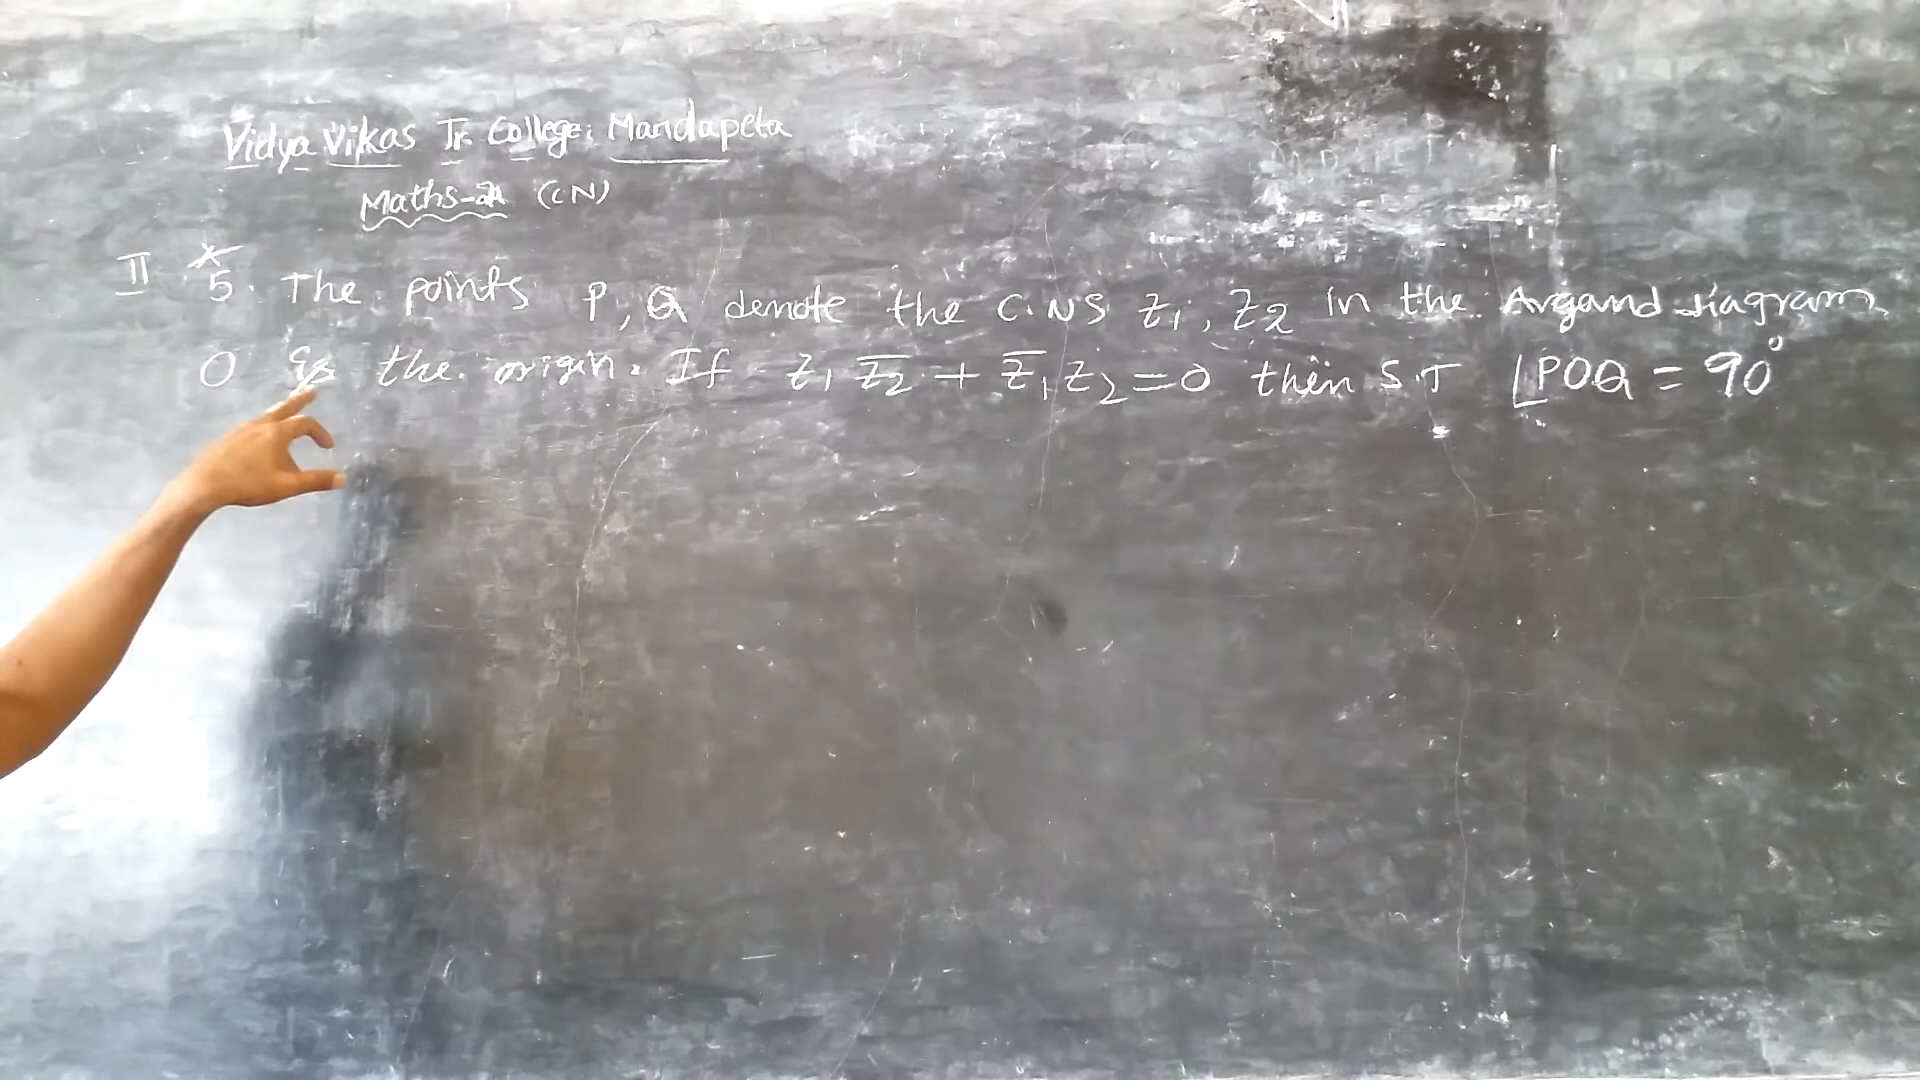 Vidya Vikas Jr. College, Mandapeta
Maths-2A (CN)
II * 5. The points P, Q denote the C.NS z₁, z₂ in the Argand diagram
O is the origin. If z₁ z̅₂ + z̅₁ z₂ = 0 then S.T ∠POQ = 90°